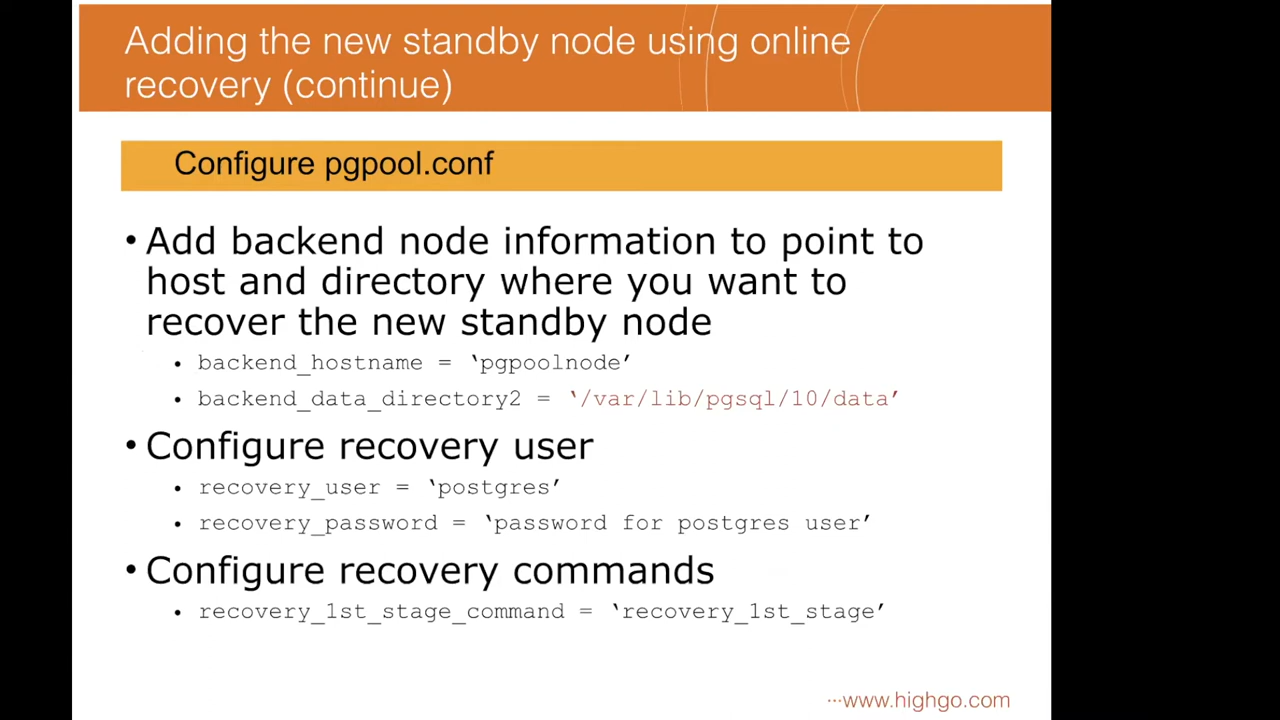 Adding the new standby node using online
recovery (continue)
Configure pgpool.conf
• Add backend node information to point to
host and directory where you want to
recover the new standby node
• backend_hostname = ‘pgpoolnode’
• backend_data_directory2 = ‘/var/lib/pgsql/10/data’
• Configure recovery user
• recovery_user = ‘postgres’
• recovery_password = ‘password for postgres user’
• Configure recovery commands
• recovery_1st_stage_command = ‘recovery_1st_stage’
···www.highgo.com